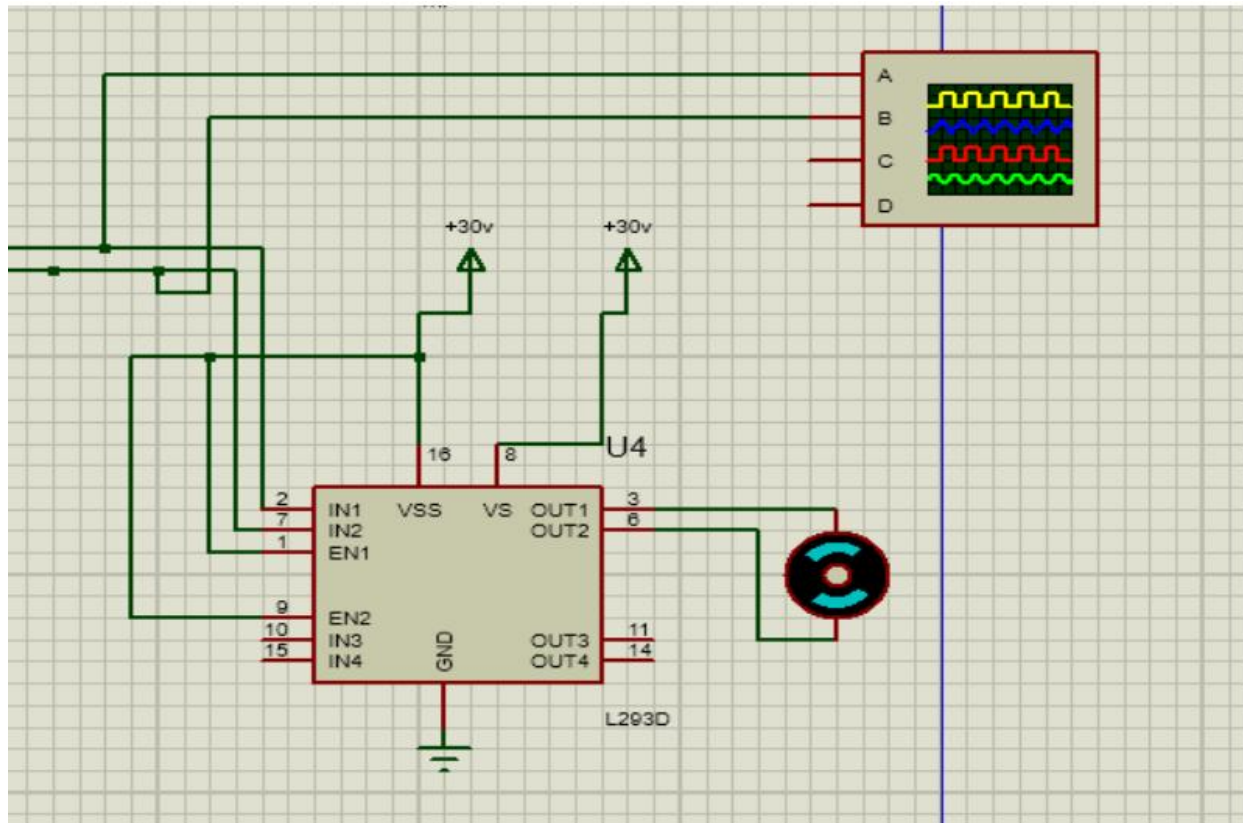 A
B
C
D
+30v
+30v
16
8
U4
2
7
1
9
10
15
IN1
IN2
EN1
EN2
IN3
IN4
VSS
VS
GND
OUT1
OUT2
OUT3
OUT4
3
6
11
14
L293D